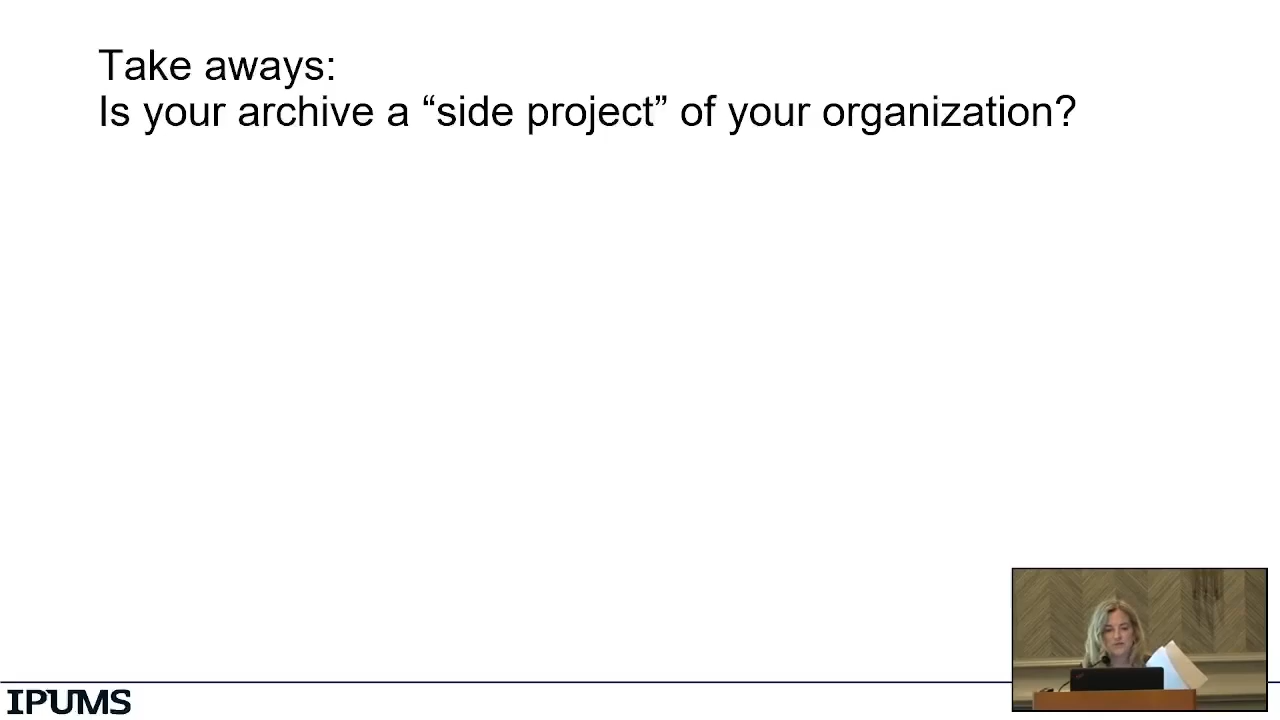 Take aways:
Is your archive a “side project” of your organization?
IPUMS